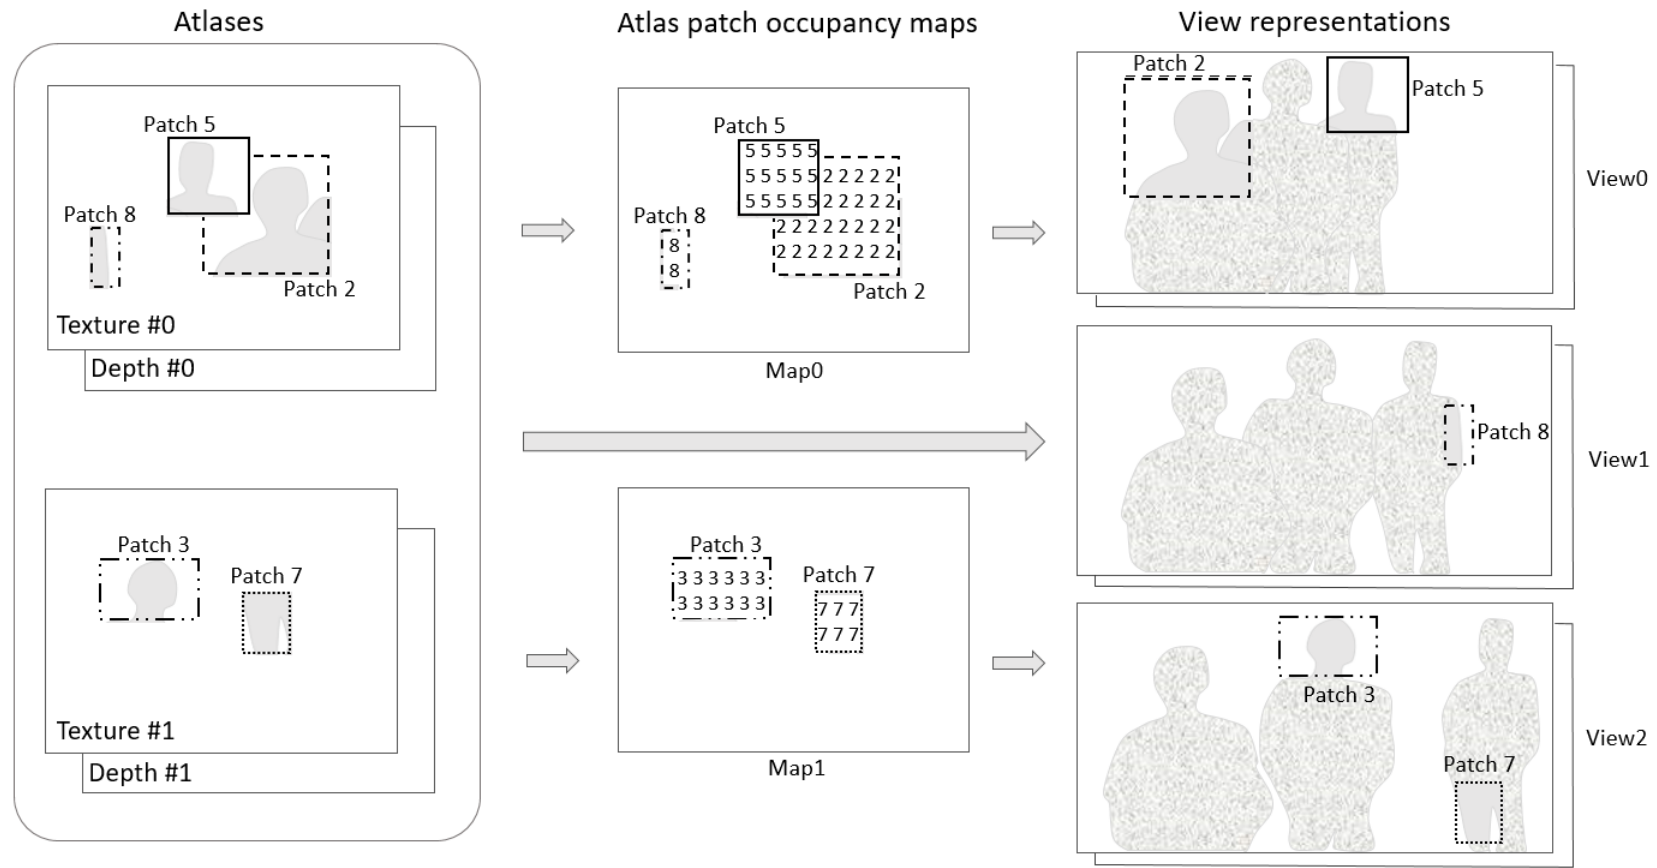 Atlases
Atlas patch occupancy maps
View representations
Patch 5
Patch 8
Patch 2
Texture #0
Depth #0
Patch 5
5 5 5 5 5
5 5 5 5 5 2 2 2 2 2
5 5 5 5 5 2 2 2 2 2
2 2 2 2 2 2 2 2
2 2 2 2 2 2 2 2
Patch 8
8
8
Patch 2
Map0
Patch 2
Patch 5
View0
Patch 8
View1
Patch 3
Patch 7
Texture #1
Depth #1
Patch 3
3 3 3 3 3 3
3 3 3 3 3 3
Patch 7
7 7 7
7 7 7
Map1
Patch 3
Patch 7
View2